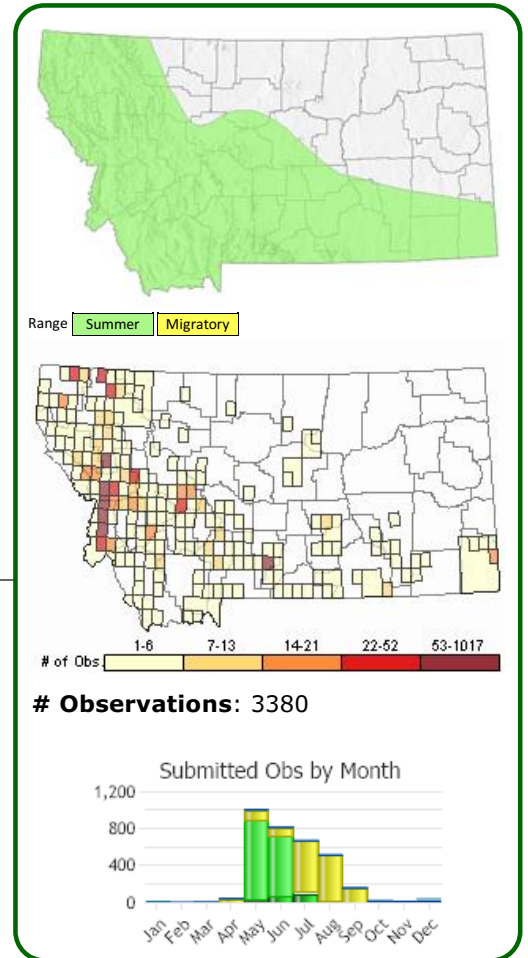 Range Summer Migratory
1-6 7-13 14-21 22-52 53-1017
# of Obs.
# Observations: 3380
Submitted Obs by Month
1,200
800
400
0
Jan Feb Mar Apr May Jun Jul Aug Sep Oct Nov Dec